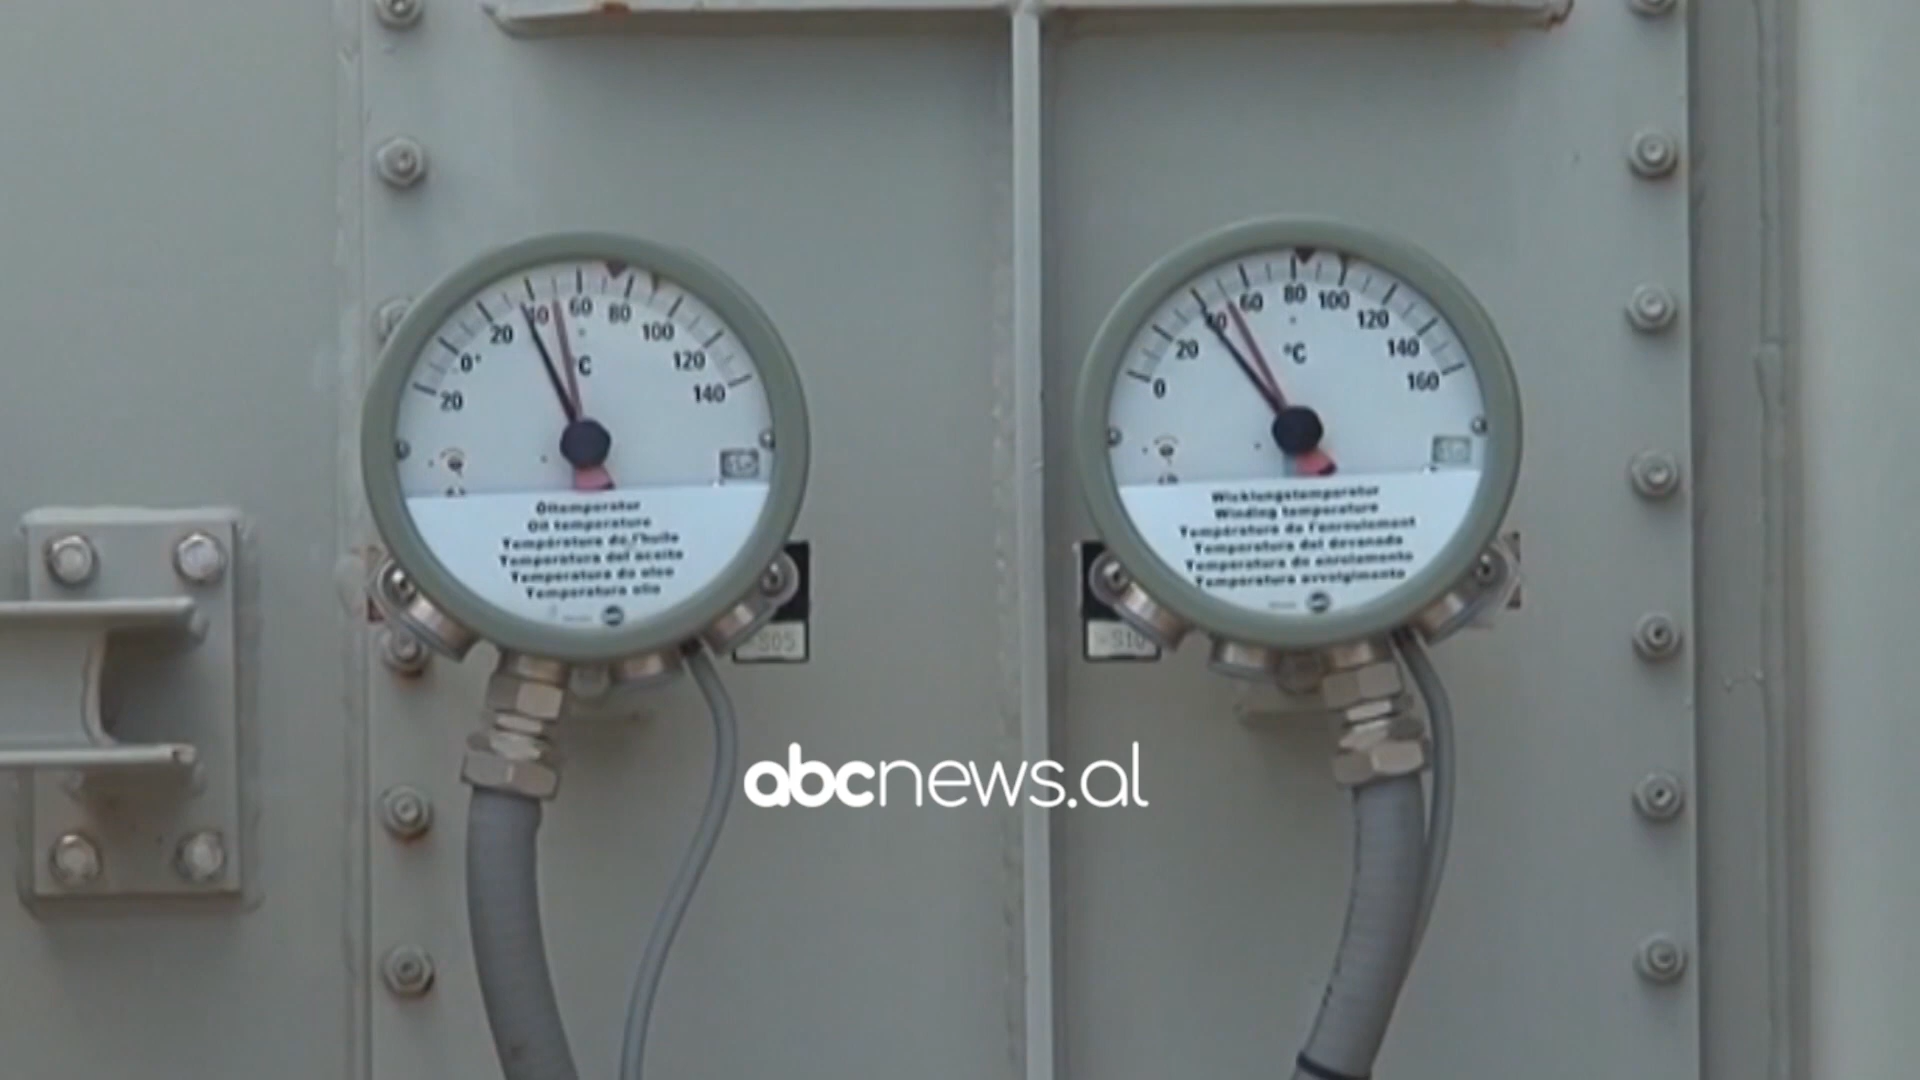 20
0°
20
40
60
80
100
120
140
°C
Öltemperatur
Oil temperature
Température de l'huile
Temperatura del aceite
Temperatura do oleo
Temperatura olio
-S05
0
20
40
60
80
100
120
140
160
°C
Wicklungstemperatur
Winding temperature
Température de l'enroulement
Temperatura del devanado
Temperatura do enrolamento
Temperatura avvolgimento
-S10
abcnews.al